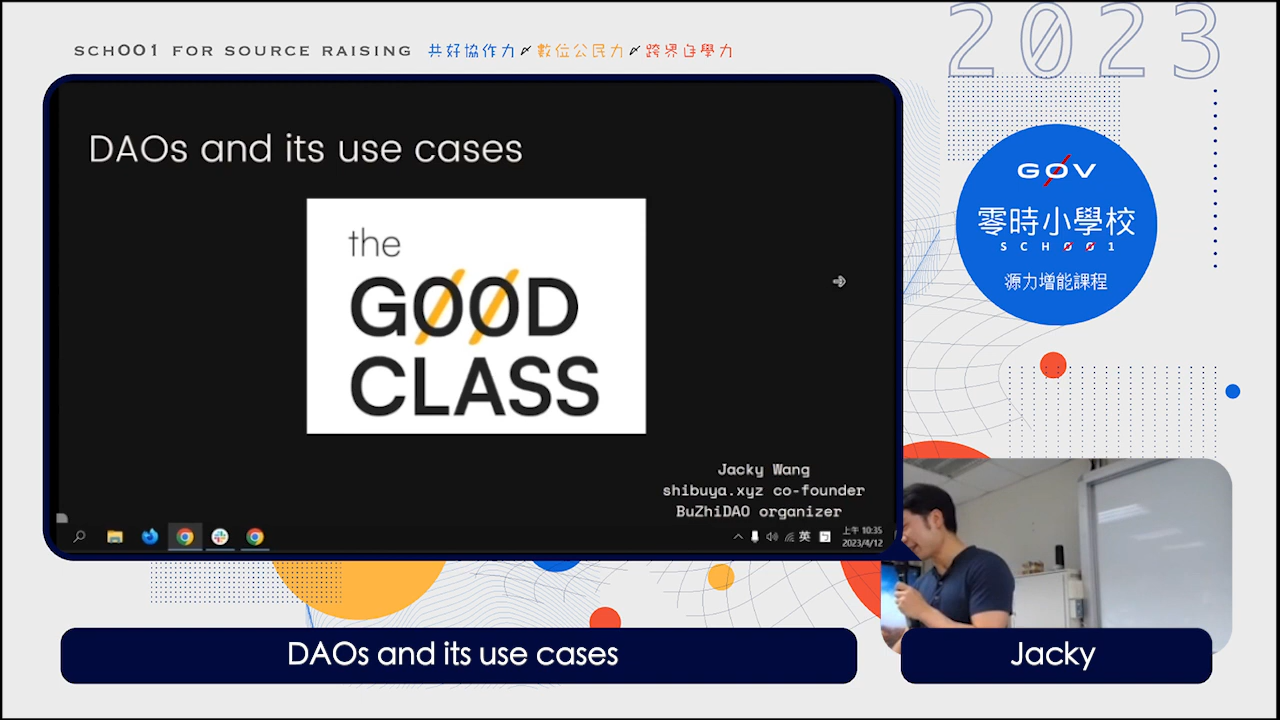 SCH001 FOR SOURCE RAISING 共好協作力 數位公民力 跨界自學力
2023
DAOs and its use cases
the
GOOD
CLASS
Jacky Wang
shibuya.xyz co-founder
BuZhiDAO organizer
英
上午 10:35
2023/4/12
GOV
零時小學校
SCH001
源力增能課程
DAOs and its use cases
Jacky